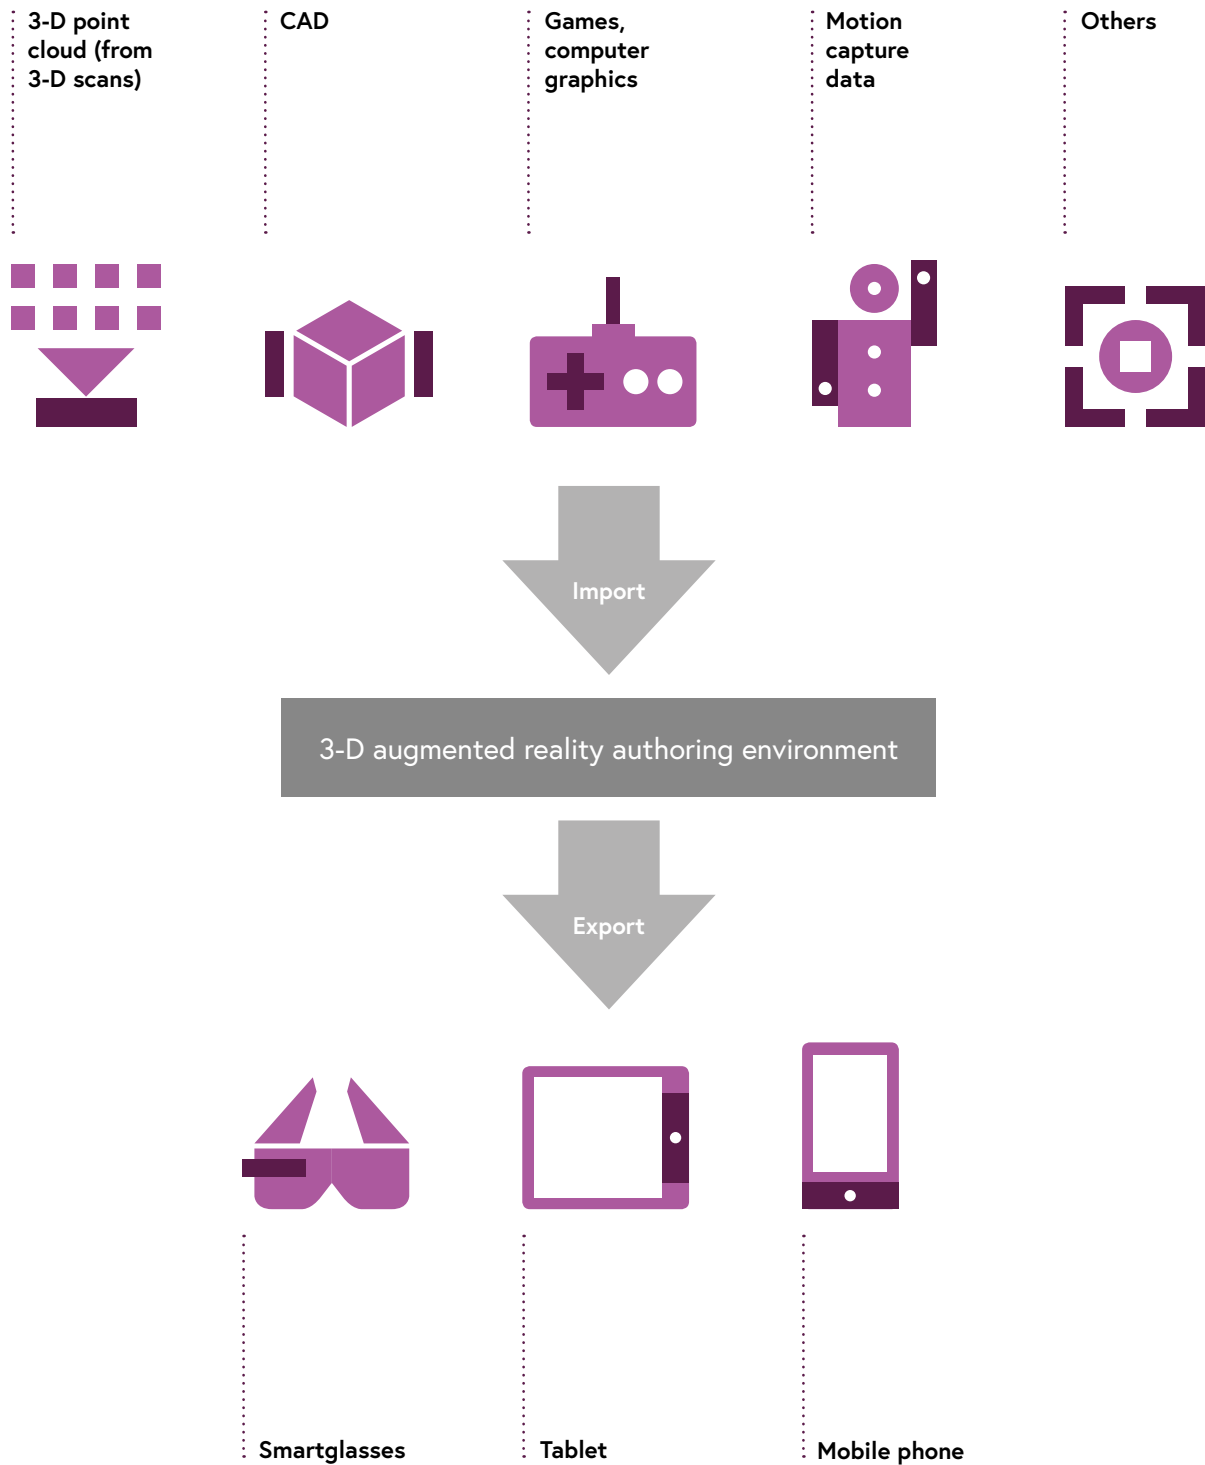 3-D point
cloud (from
3-D scans)
CAD
Games,
computer
graphics
Motion
capture
data
Others
Import
3-D augmented reality authoring environment
Export
Smartglasses
Tablet
Mobile phone